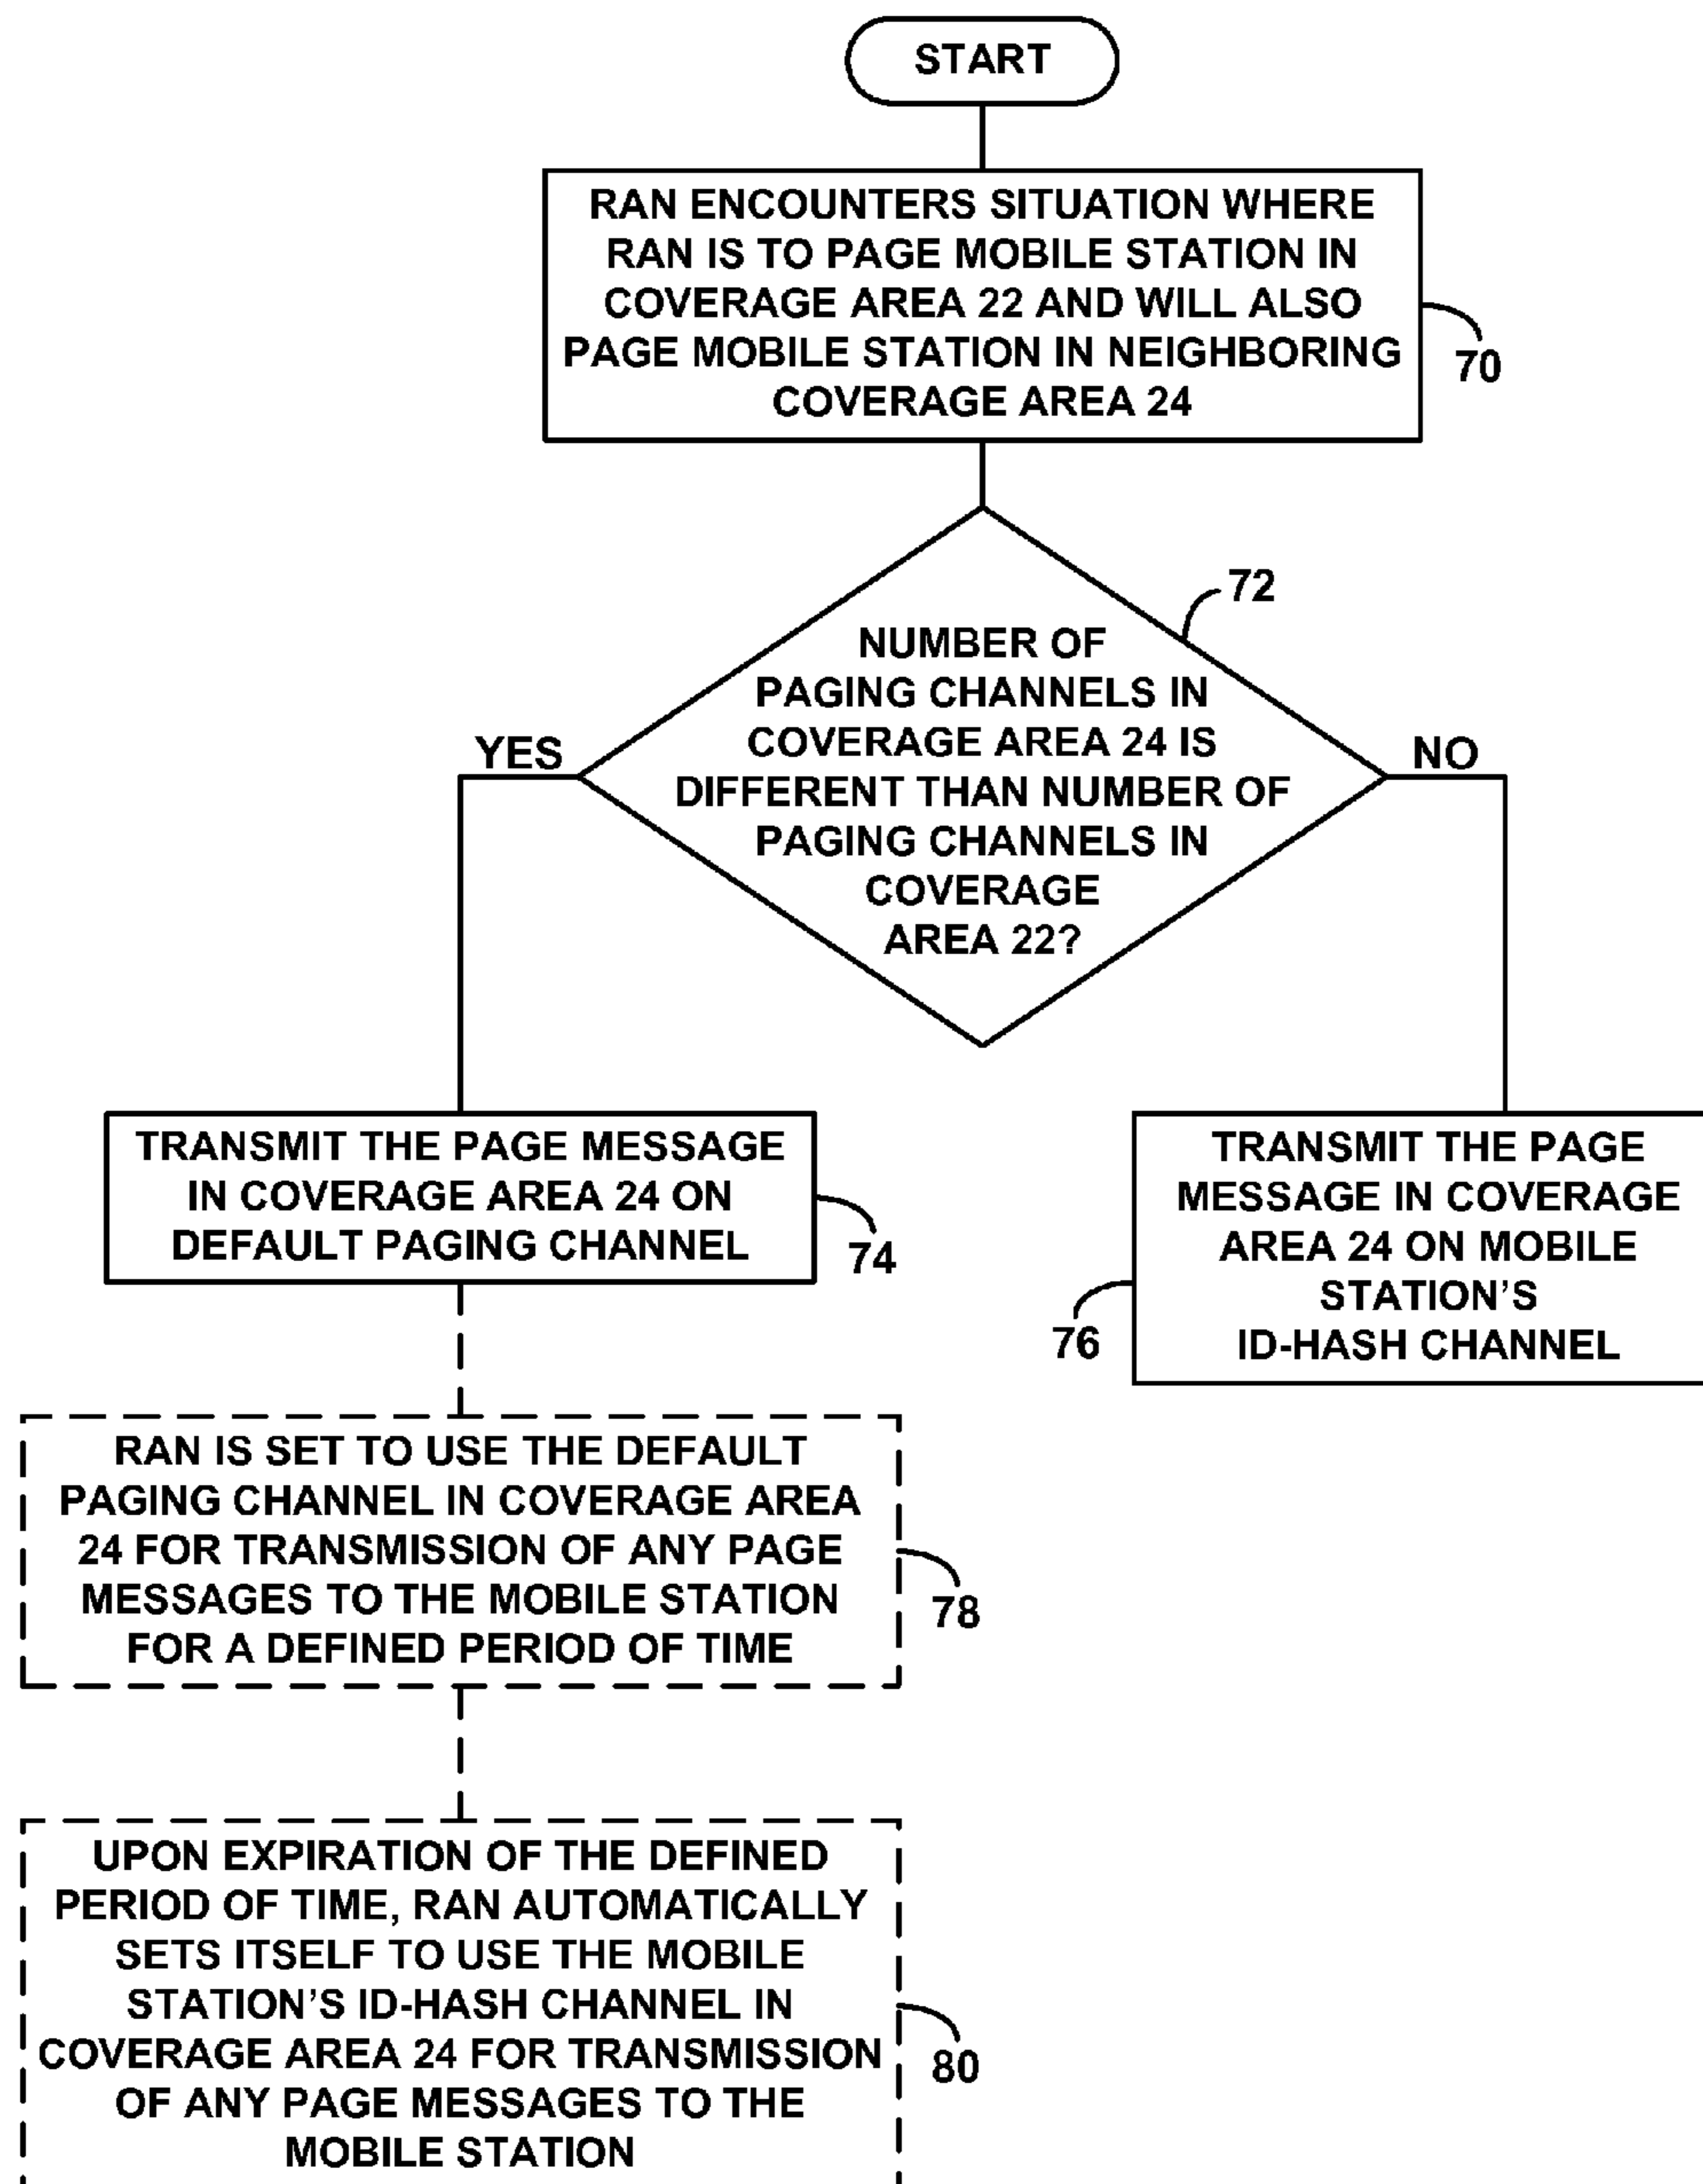 START
RAN ENCOUNTERS SITUATION WHERE
RAN IS TO PAGE MOBILE STATION IN
COVERAGE AREA 22 AND WILL ALSO
PAGE MOBILE STATION IN NEIGHBORING
COVERAGE AREA 24
70
72
NUMBER OF
PAGING CHANNELS IN
COVERAGE AREA 24 IS
DIFFERENT THAN NUMBER OF
PAGING CHANNELS IN
COVERAGE
AREA 22?
YES
NO
TRANSMIT THE PAGE MESSAGE
IN COVERAGE AREA 24 ON
DEFAULT PAGING CHANNEL
74
TRANSMIT THE PAGE
MESSAGE IN COVERAGE
AREA 24 ON MOBILE
STATION'S
ID-HASH CHANNEL
76
RAN IS SET TO USE THE DEFAULT
PAGING CHANNEL IN COVERAGE AREA
24 FOR TRANSMISSION OF ANY PAGE
MESSAGES TO THE MOBILE STATION
FOR A DEFINED PERIOD OF TIME
78
UPON EXPIRATION OF THE DEFINED
PERIOD OF TIME, RAN AUTOMATICALLY
SETS ITSELF TO USE THE MOBILE
STATION'S ID-HASH CHANNEL IN
COVERAGE AREA 24 FOR TRANSMISSION
OF ANY PAGE MESSAGES TO THE
MOBILE STATION
80